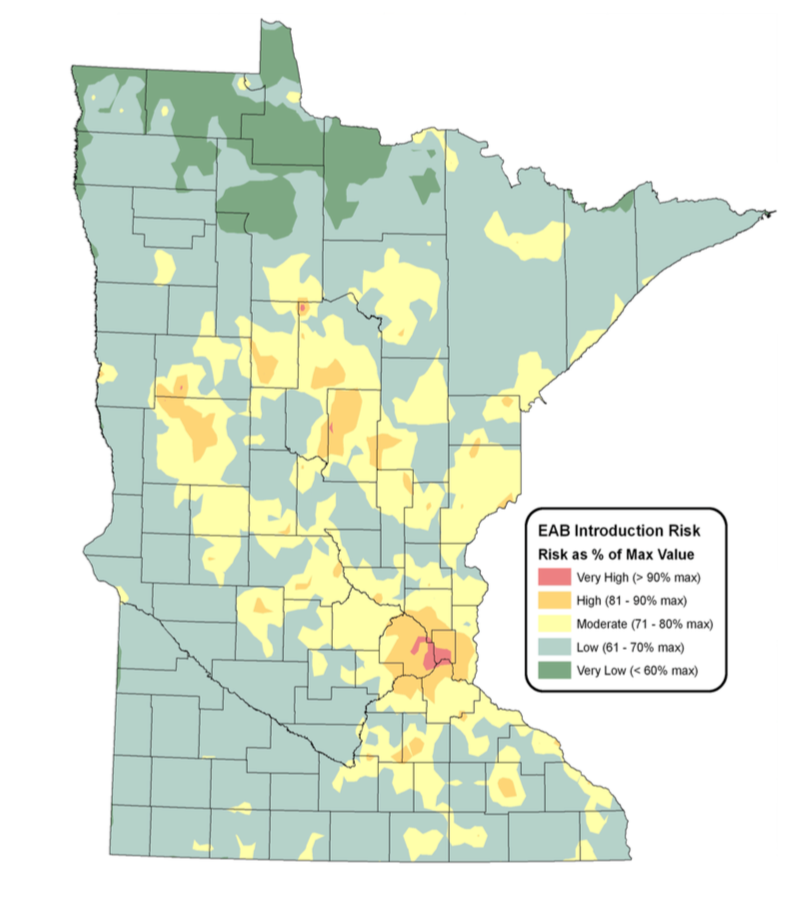 EAB Introduction Risk
Risk as % of Max Value
Very High (> 90% max)
High (81 - 90% max)
Moderate (71 - 80% max)
Low (61 - 70% max)
Very Low (< 60% max)